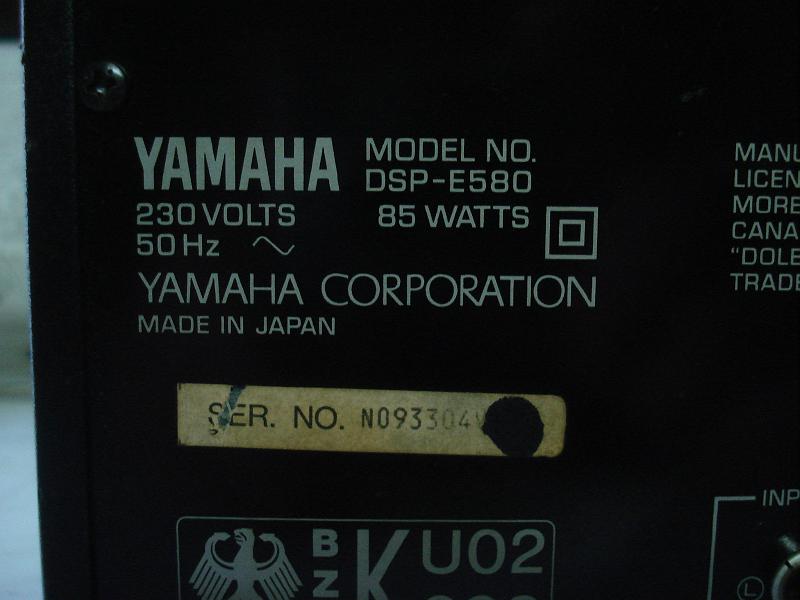 YAMAHA MODEL NO.
DSP-E580
230 VOLTS 85 WATTS
50 Hz
YAMAHA CORPORATION
MADE IN JAPAN
SER. NO. N093304
MANU
LICEN
MORE
CANA
"DOLB
TRADE
B
Z
K U02
INP
L